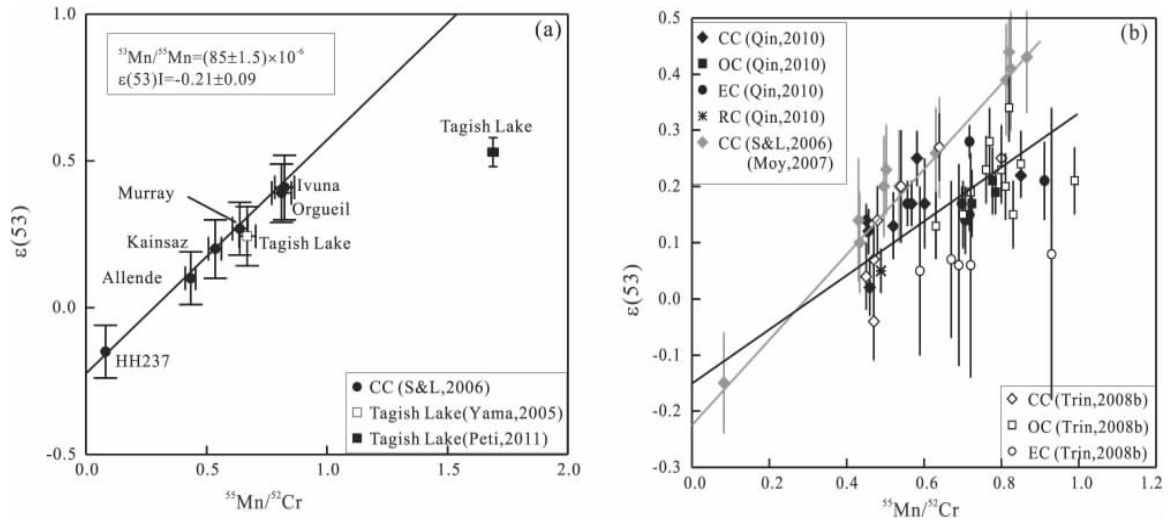 1.0
0.5
0.0
-0.5
ε(53)
0.0
0.5
1.0
1.5
2.0
⁵⁵Mn/⁵²Cr
(a)
⁵³Mn/⁵⁵Mn=(85±1.5)×10⁻⁶
ε(53)I=-0.21±0.09
Tagish Lake
Murray
Ivuna
Orgueil
Kainsaz
Tagish Lake
Allende
HH237
CC (S&L,2006)
Tagish Lake(Yama,2005)
Tagish Lake(Peti,2011)
0.5
0.4
0.3
0.2
0.1
0.0
-0.1
-0.2
-0.3
ε(53)
0.0
0.2
0.4
0.6
0.8
1.0
1.2
⁵⁵Mn/⁵²Cr
(b)
CC (Qin,2010)
OC (Qin,2010)
EC (Qin,2010)
RC (Qin,2010)
CC (S&L,2006)
(Moy,2007)
CC (Trin,2008b)
OC (Trin,2008b)
EC (Trin,2008b)